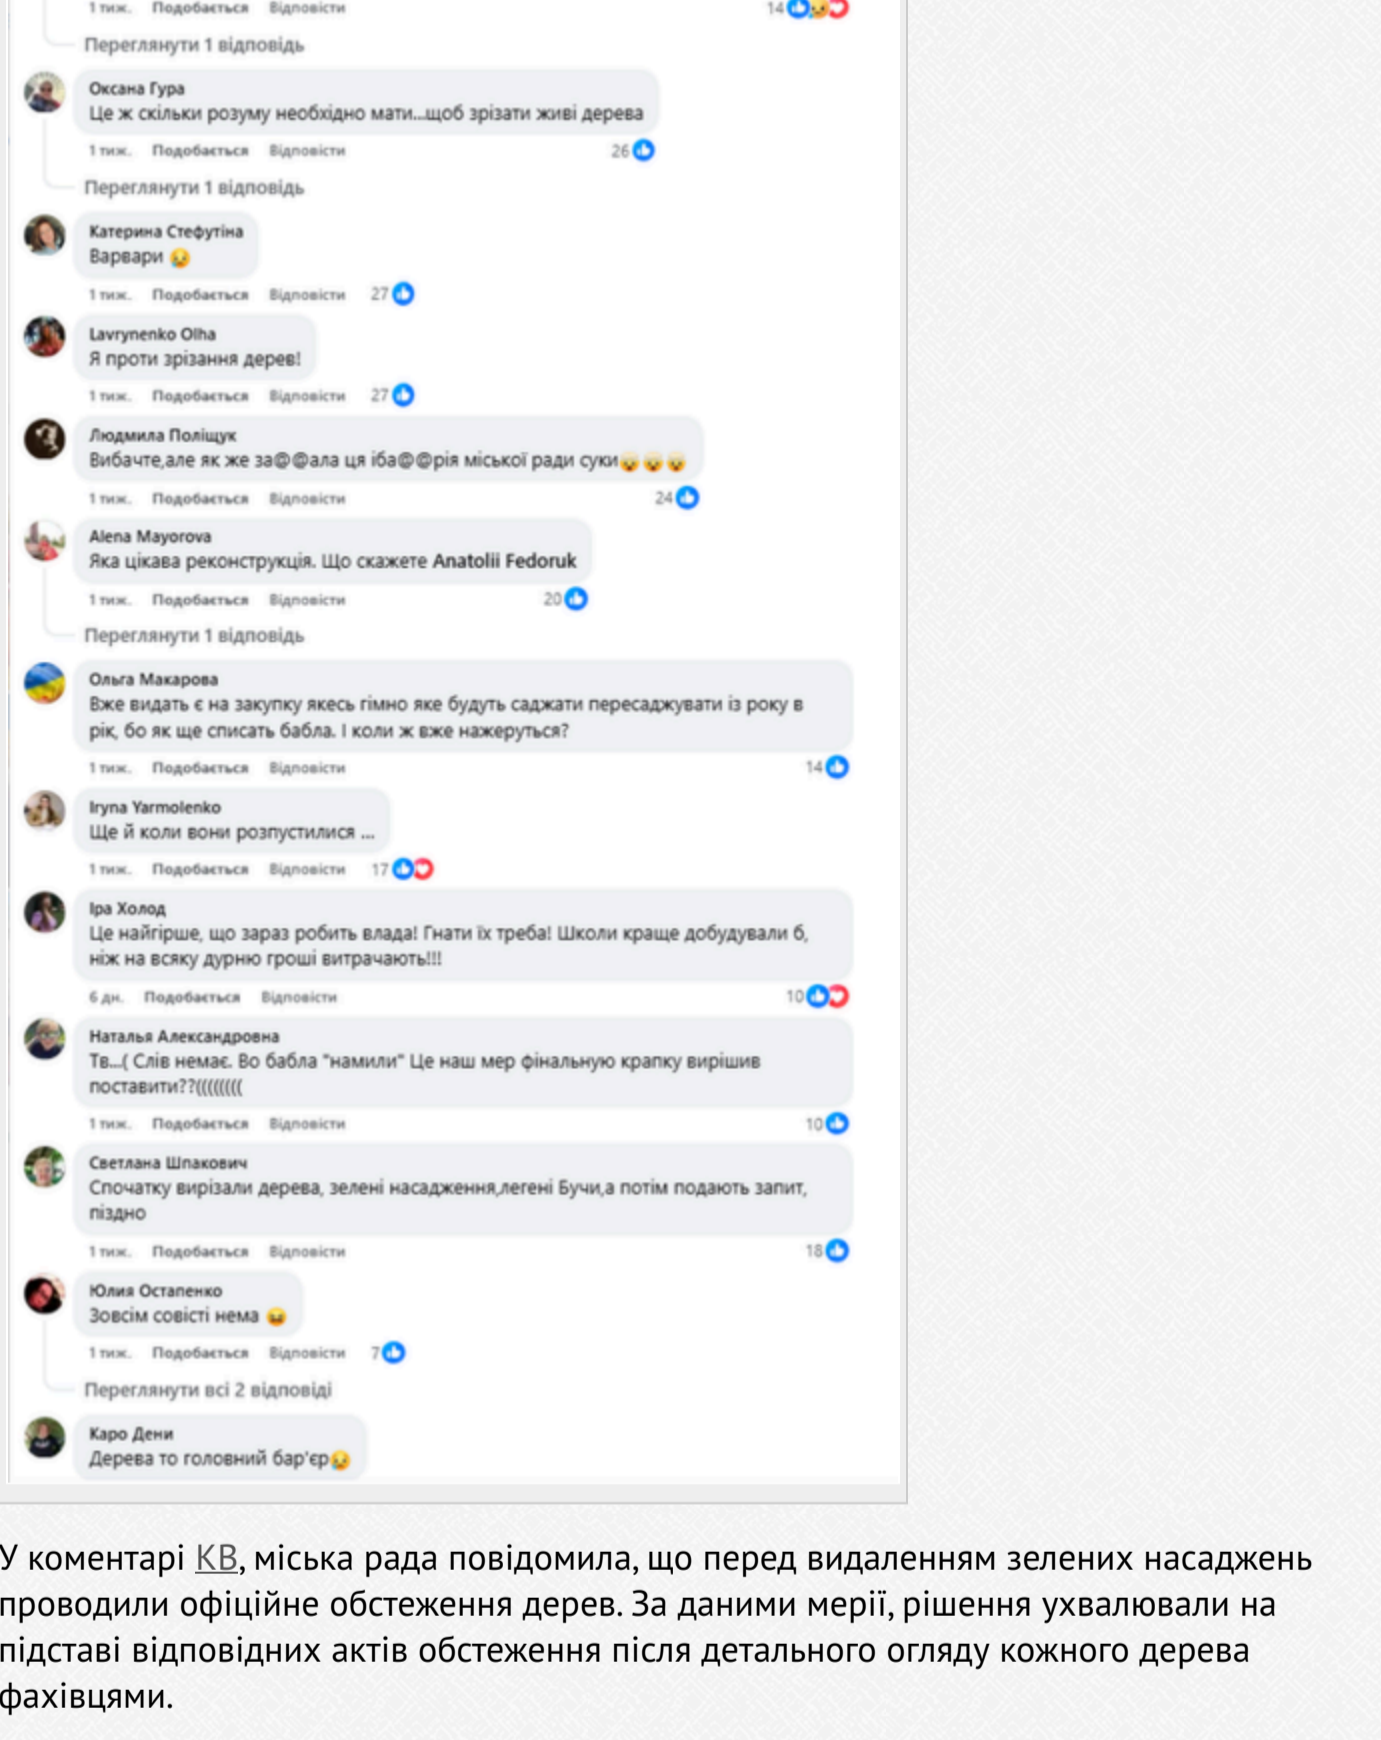 1 тиж. Подобається Відповісти 14
Переглянути 1 відповідь
Оксана Гура
Це ж скільки розуму необхідно мати...щоб зрізати живі дерева
1 тиж. Подобається Відповісти 26
Переглянути 1 відповідь
Катерина Стефутіна
Варвари 😥
1 тиж. Подобається Відповісти 27
Lavrynenko Olha
Я проти зрізання дерев!
1 тиж. Подобається Відповісти 27
Людмила Поліщук
Вибачте,але як же за@@ала ця іба@@рія міської ради суки🤯🤯🤯
1 тиж. Подобається Відповісти 24
Alena Mayorova
Яка цікава реконструкція. Що скажете Anatolii Fedoruk
1 тиж. Подобається Відповісти 20
Переглянути 1 відповідь
Ольга Макарова
Вже видать є на закупку якесь гімно яке будуть саджати пересаджувати із року в
рік, бо як ще списать бабла. І коли ж вже нажеруться?
1 тиж. Подобається Відповісти 14
Iryna Yarmolenko
Ще й коли вони розпустилися ...
1 тиж. Подобається Відповісти 17
Іра Холод
Це найгірше, що зараз робить влада! Гнати їх треба! Школи краще добудували б,
ніж на всяку дурню гроші витрачають!!!
6 дн. Подобається Відповісти 10
Наталья Александровна
Тв...( Слів немає. Во бабла "намили" Це наш мер фінальную крапку вирішив
поставити??((((((((
1 тиж. Подобається Відповісти 10
Светлана Шпакович
Спочатку вирізали дерева, зелені насадження,легені Бучи,а потім подають запит,
піздно
1 тиж. Подобається Відповісти 18
Юлия Остапенко
Зовсім совісті нема 😝
1 тиж. Подобається Відповісти 7
Переглянути всі 2 відповіді
Каро Дени
Дерева то головний бар'єр😥
У коментарі КВ, міська рада повідомила, що перед видаленням зелених насаджень
проводили офіційне обстеження дерев. За даними мерії, рішення ухвалювали на
підставі відповідних актів обстеження після детального огляду кожного дерева
фахівцями.